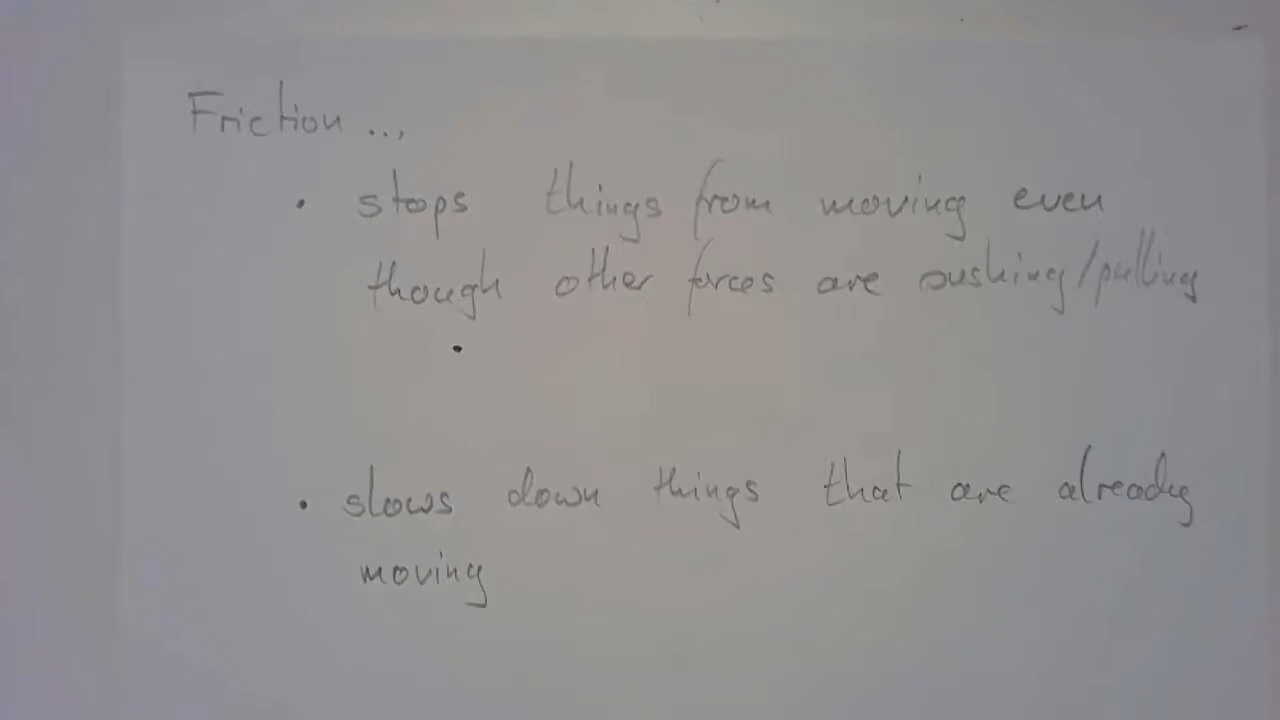 Friction...
• stops things from moving even
though other forces are pushing/pulling
•
• slows down things that are already
moving